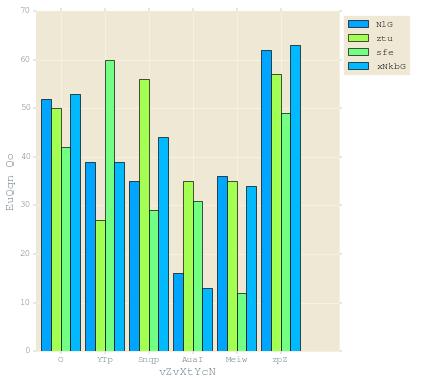 70
60
50
40
30
20
10
0
EuQqn Qo
O YTp Snqp AuaI Meiw zpZ
vZvXtYcN
NlG
ztu
sfe
xNkbG